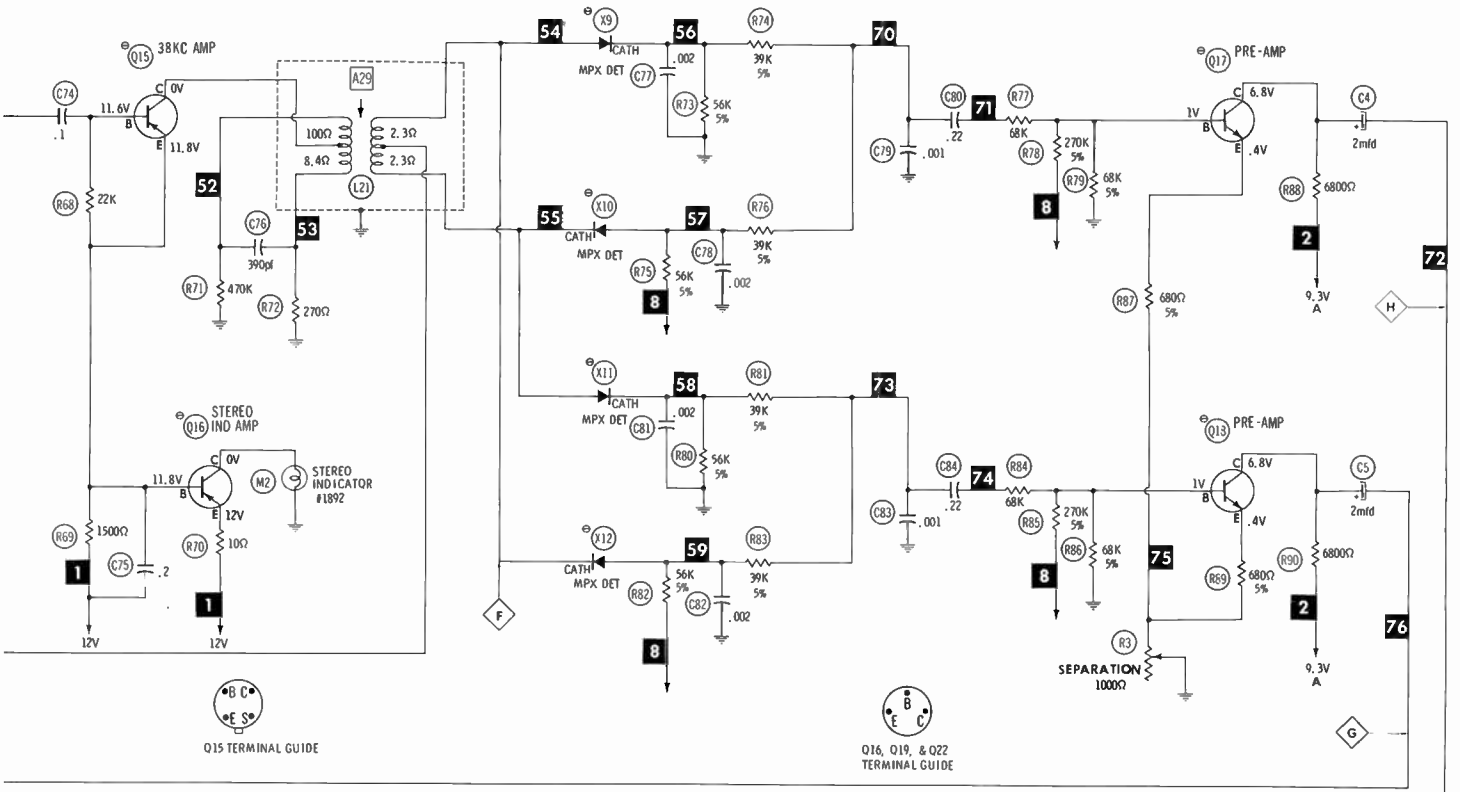 Q15 38KC AMP
C 0V
C74
.1
11.6V
B
E 11.8V
R68 22K
A29
100Ω
8.4Ω
2.3Ω
2.3Ω
L21
52
C76
390pf
53
R71 470K
R72 270Ω
STEREO
Q16 IND AMP
C 0V
11.8V
B
E 12V
M2
STEREO
INDICATOR
#1892
R69 1500Ω
C75 .2
R70 10Ω
1
1
12V
12V
54
X9
CATH
MPX DET
56
.002
C77
R73 56K
5%
R74
39K
5%
70
55
X10
CATH
MPX DET
57
R75 56K
5%
8
C78
.002
R76
39K
5%
X11
CATH
MPX DET
58
.002
C81
R80 56K
5%
R81
39K
5%
73
X12
CATH
MPX DET
59
R82 56K
5%
8
C82
.002
R83
39K
5%
F
C79 .001
C80
.22
71
R77
68K
R78 270K
5%
8
R79 68K
5%
Q17 PRE-AMP
C 6.8V
1V
B
E .4V
C4
+
2mfd
R88 6800Ω
2
9.3V
A
R87 680Ω
5%
72
H
C83 .001
C84
.22
74
R84
68K
R85 270K
5%
8
R86 68K
5%
Q13 PRE-AMP
C 6.8V
1V
B
E .4V
C5
+
2mfd
75
R89 680Ω
5%
R90 6800Ω
2
9.3V
A
R3
SEPARATION
1000Ω
76
G
B C
E S
Q15 TERMINAL GUIDE
B
E C
Q16, Q19, & Q22
TERMINAL GUIDE